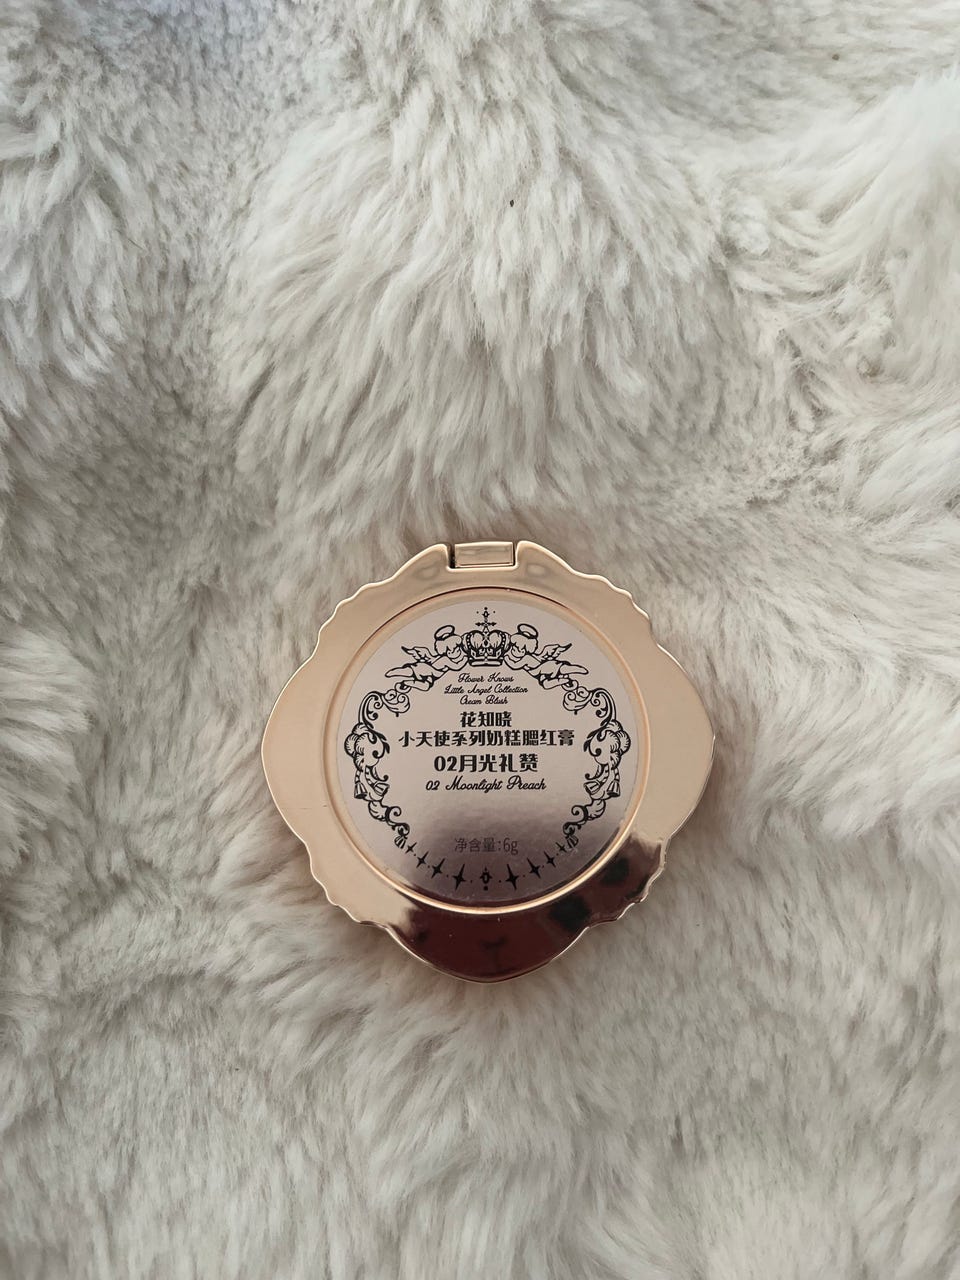 Flower Knows
Little Angel Collection
Cream Blush
花知晓
小天使系列奶糕腮红膏
02月光礼赞
02 Moonlight Preach
净含量:6g